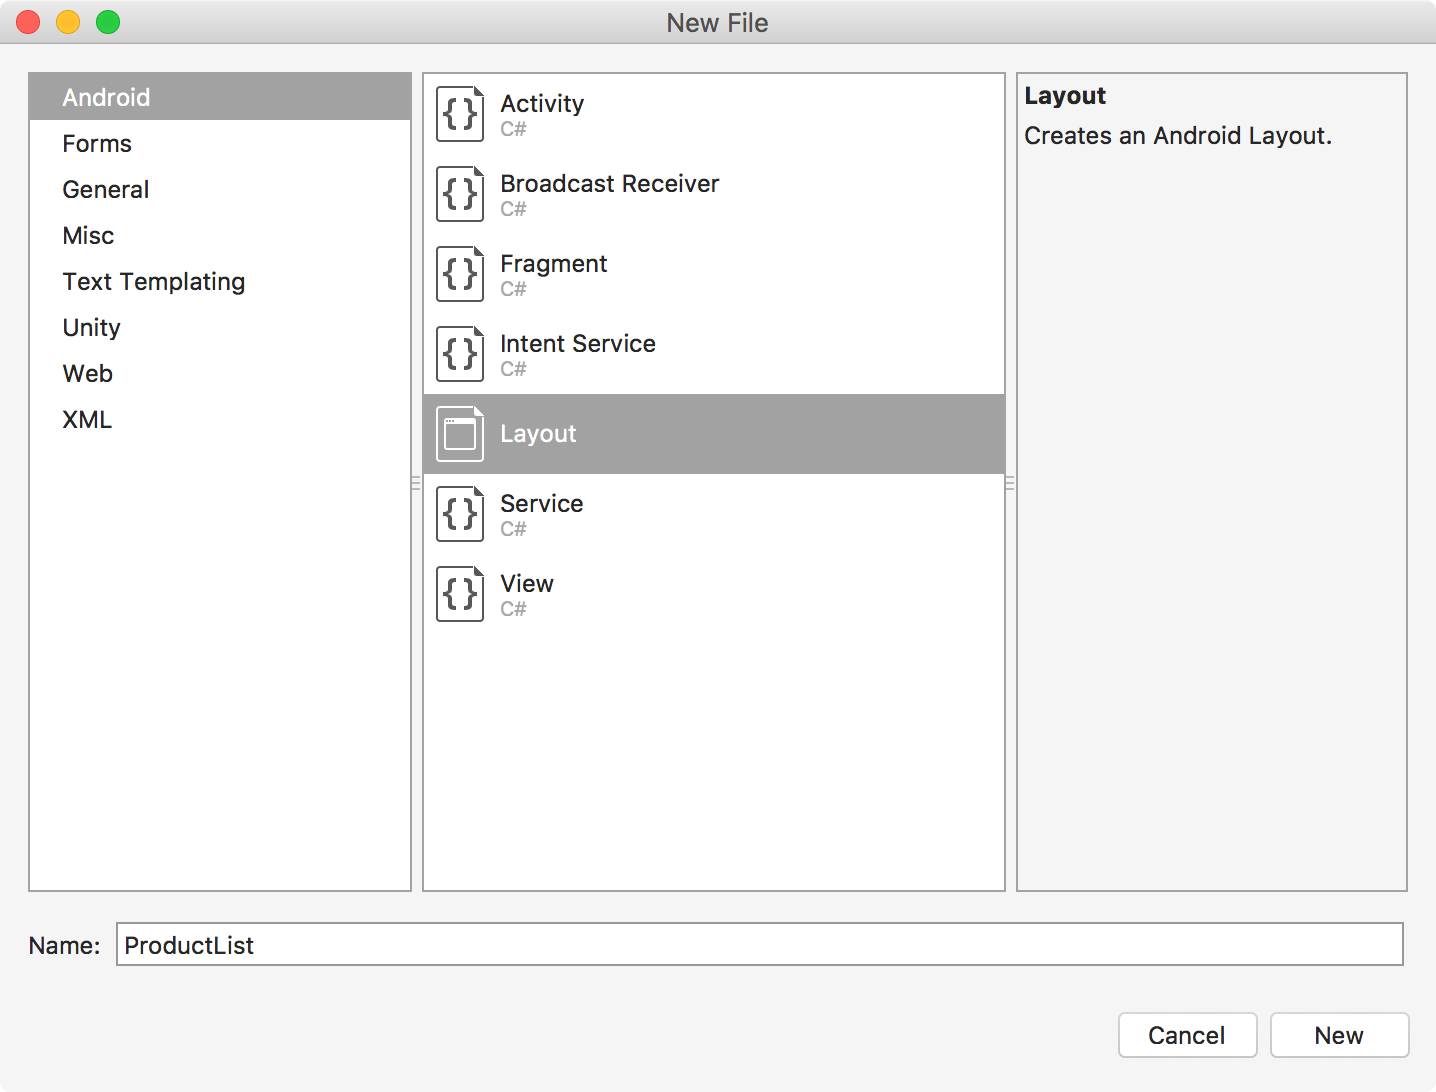 New File
Android
Forms
General
Misc
Text Templating
Unity
Web
XML
Activity
C#
Broadcast Receiver
C#
Fragment
C#
Intent Service
C#
Layout
Service
C#
View
C#
Layout
Creates an Android Layout.
Name: ProductList
Cancel New